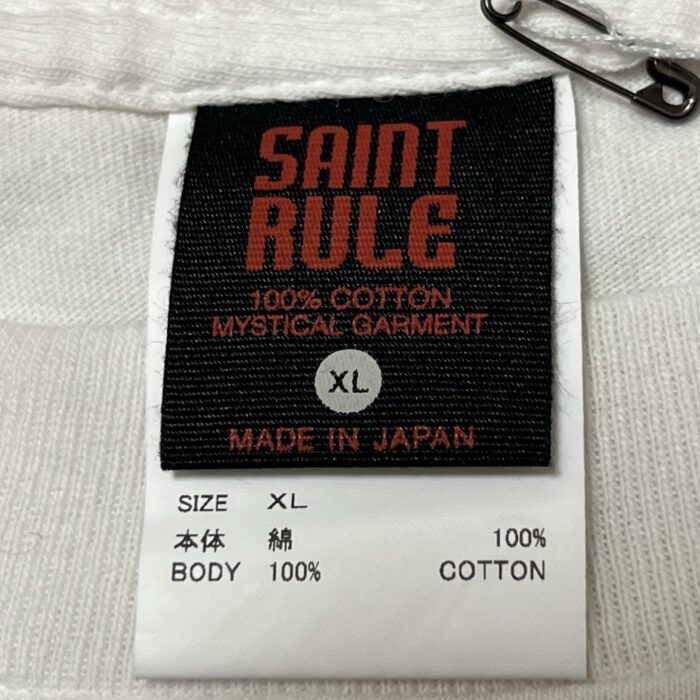 SAINT
RULE
100% COTTON
MYSTICAL GARMENT
XL
MADE IN JAPAN
SIZE XL
本体 綿 100%
BODY 100% COTTON